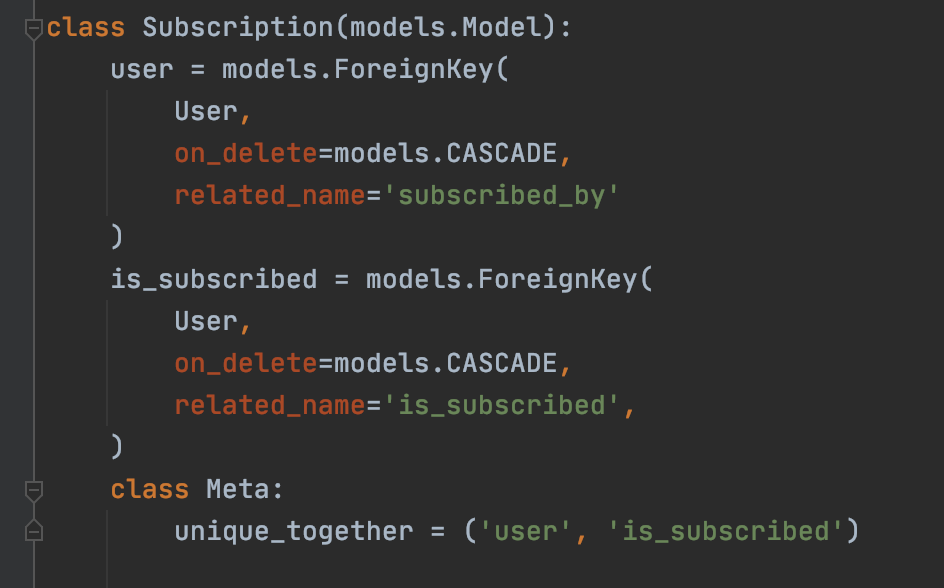 class Subscription(models.Model):
    user = models.ForeignKey(
        User,
        on_delete=models.CASCADE,
        related_name='subscribed_by'
    )
    is_subscribed = models.ForeignKey(
        User,
        on_delete=models.CASCADE,
        related_name='is_subscribed',
    )
    class Meta:
        unique_together = ('user', 'is_subscribed')